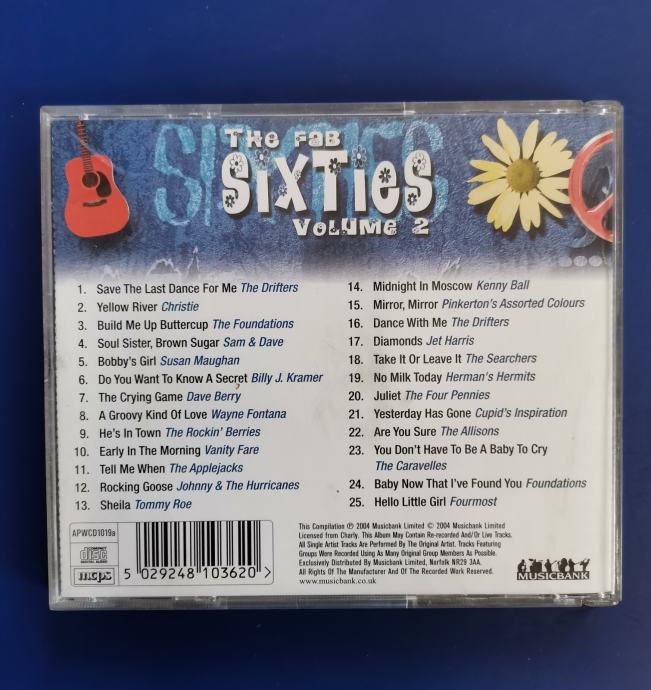 SIXTIES
THE FAB
SIXTIES
VOLUME 2
1. Save The Last Dance For Me The Drifters
2. Yellow River Christie
3. Build Me Up Buttercup The Foundations
4. Soul Sister, Brown Sugar Sam & Dave
5. Bobby's Girl Susan Maughan
6. Do You Want To Know A Secret Billy J. Kramer
7. The Crying Game Dave Berry
8. A Groovy Kind Of Love Wayne Fontana
9. He's In Town The Rockin' Berries
10. Early In The Morning Vanity Fare
11. Tell Me When The Applejacks
12. Rocking Goose Johnny & The Hurricanes
13. Sheila Tommy Roe
14. Midnight In Moscow Kenny Ball
15. Mirror, Mirror Pinkerton's Assorted Colours
16. Dance With Me The Drifters
17. Diamonds Jet Harris
18. Take It Or Leave It The Searchers
19. No Milk Today Herman's Hermits
20. Juliet The Four Pennies
21. Yesterday Has Gone Cupid's Inspiration
22. Are You Sure The Allisons
23. You Don't Have To Be A Baby To Cry
The Caravelles
24. Baby Now That I've Found You Foundations
25. Hello Little Girl Fourmost
APWCD1019a
COMPACT
disc
DIGITAL AUDIO
mcps
5 029248 103620 >
This Compilation ℗ 2004 Musicbank Limited © 2004 Musicbank Limited
Licensed from Charly. This Album May Contain Re-recorded And/Or Live Tracks.
All Single Artist Tracks Are Performed By The Original Artist. Tracks Featuring
Groups Were Recorded Using As Many Original Group Members As Possible.
Exclusively Distributed By Musicbank Limited, Norfolk NR29 3AA.
All Rights Of The Manufacturer And Of The Recorded Work Reserved.
www.musicbank.co.uk
MUSICBANK